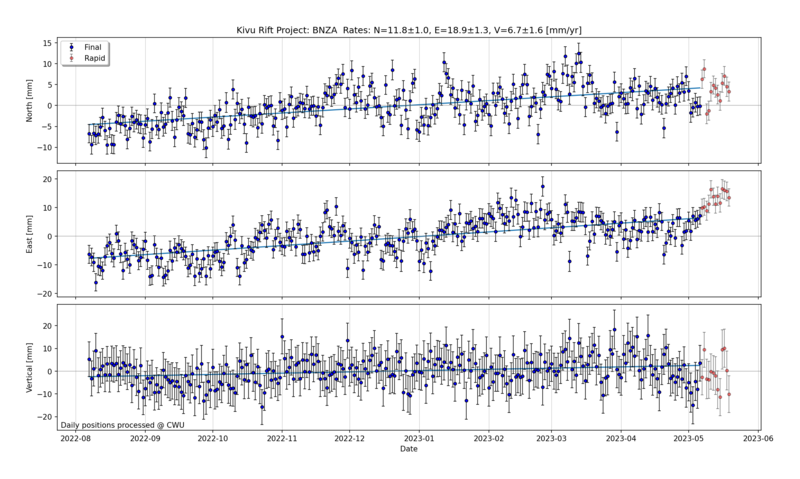 Kivu Rift Project: BNZA Rates: N=11.8±1.0, E=18.9±1.3, V=6.7±1.6 [mm/yr]
Final
Rapid
15
10
5
0
−5
−10
North [mm]
20
10
0
−10
−20
East [mm]
20
10
0
−10
−20
Vertical [mm]
Daily positions processed @ CWU
2022-08 2022-09 2022-10 2022-11 2022-12 2023-01 2023-02 2023-03 2023-04 2023-05 2023-06
Date